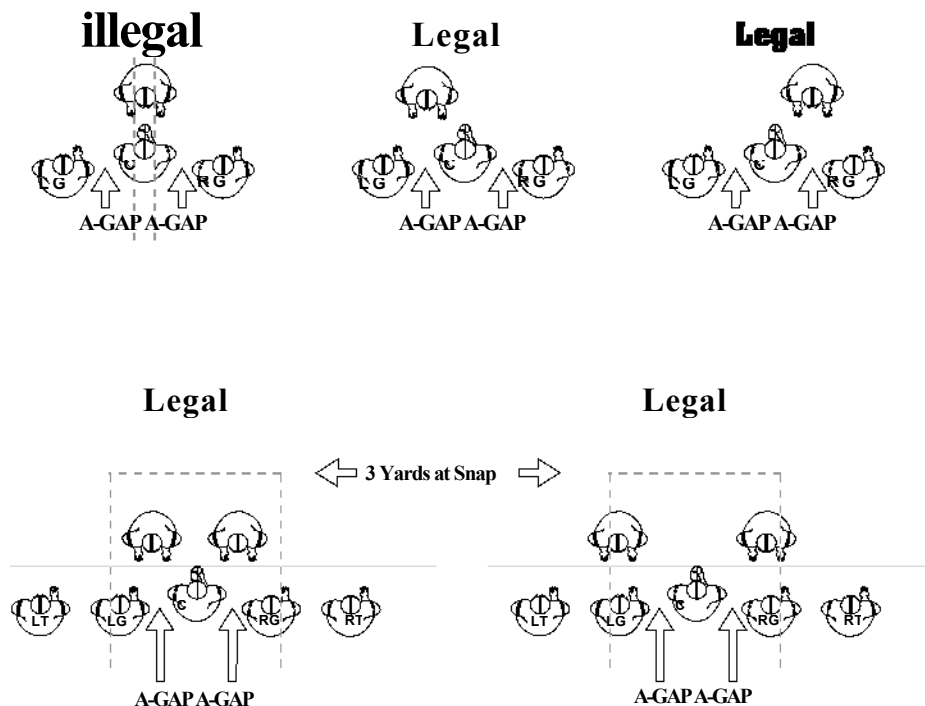 illegal
Legal
Legal
LG C RG
LG C RG
LG C RG
A-GAP A-GAP
A-GAP A-GAP
A-GAP A-GAP
Legal
Legal
3 Yards at Snap
LT LG C RG RT
LT LG C RG RT
A-GAP A-GAP
A-GAP A-GAP